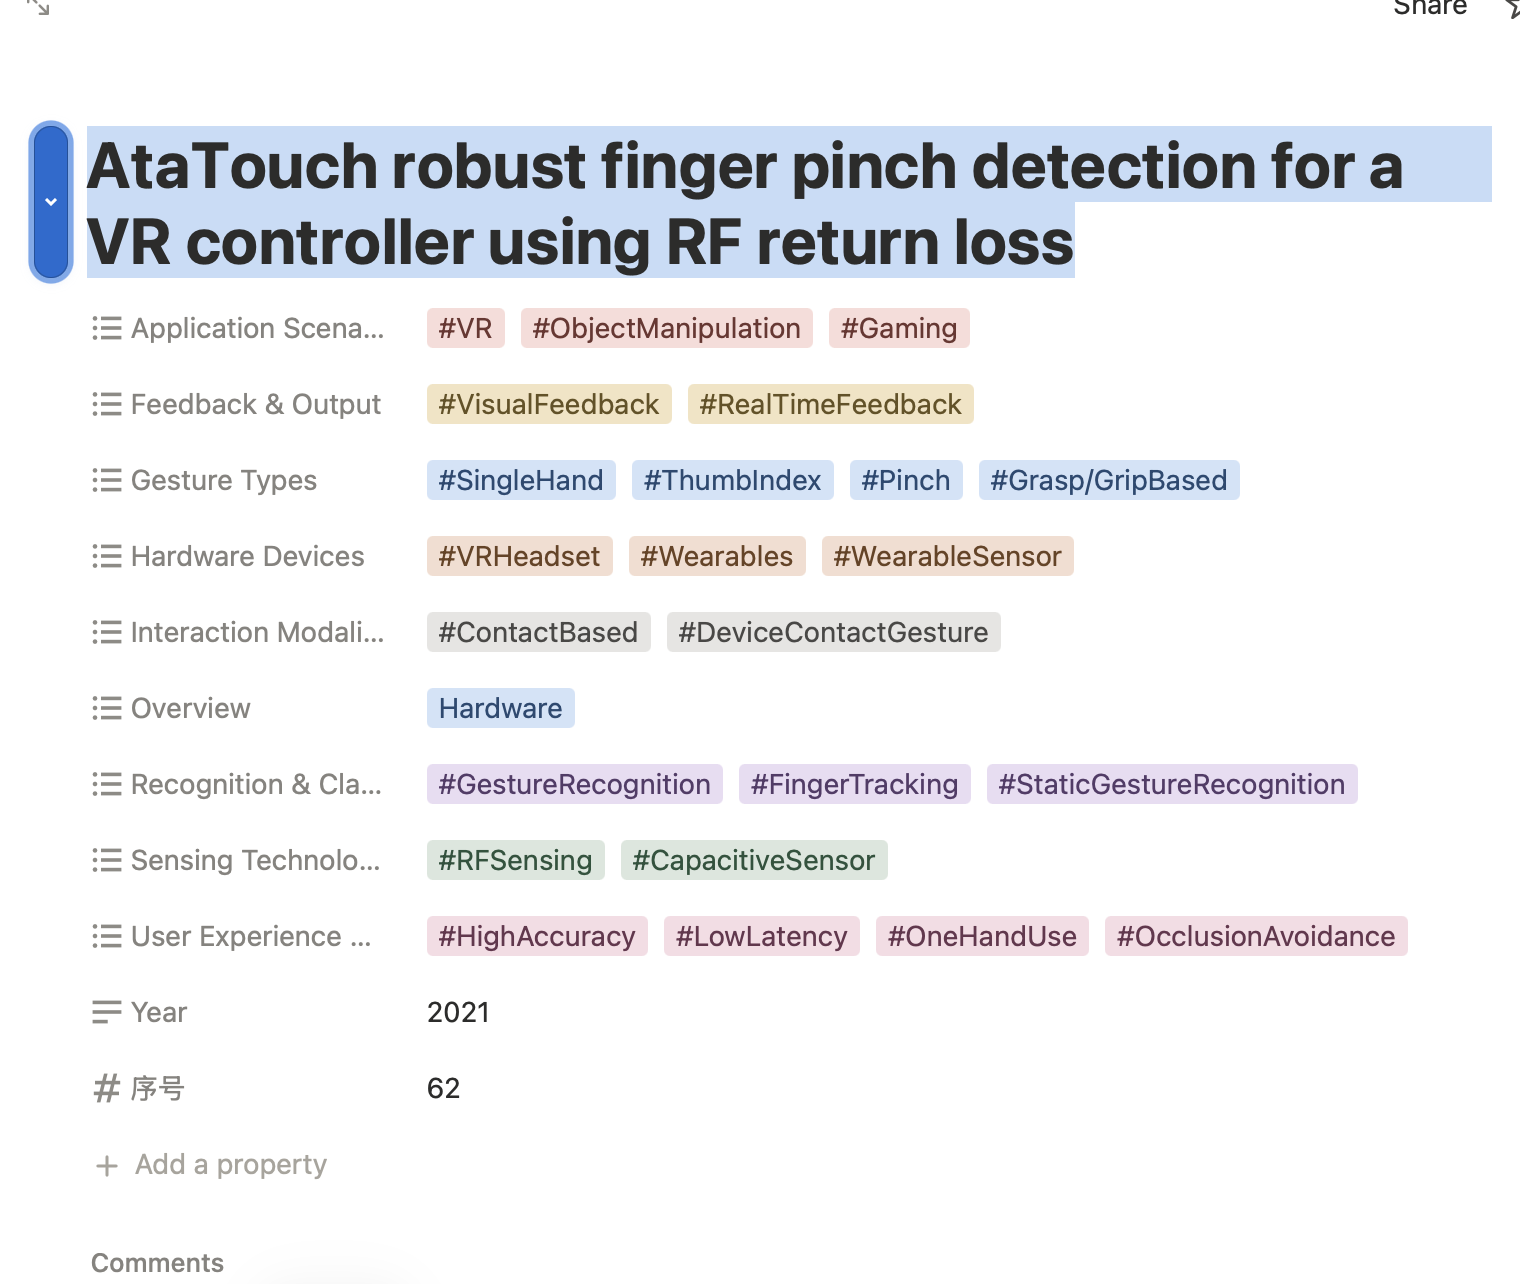 Share
AtaTouch robust finger pinch detection for a
VR controller using RF return loss
Application Scena... #VR #ObjectManipulation #Gaming
Feedback & Output #VisualFeedback #RealTimeFeedback
Gesture Types #SingleHand #ThumbIndex #Pinch #Grasp/GripBased
Hardware Devices #VRHeadset #Wearables #WearableSensor
Interaction Modali... #ContactBased #DeviceContactGesture
Overview Hardware
Recognition & Cla... #GestureRecognition #FingerTracking #StaticGestureRecognition
Sensing Technolo... #RFSensing #CapacitiveSensor
User Experience ... #HighAccuracy #LowLatency #OneHandUse #OcclusionAvoidance
Year 2021
序号 62
Add a property
Comments